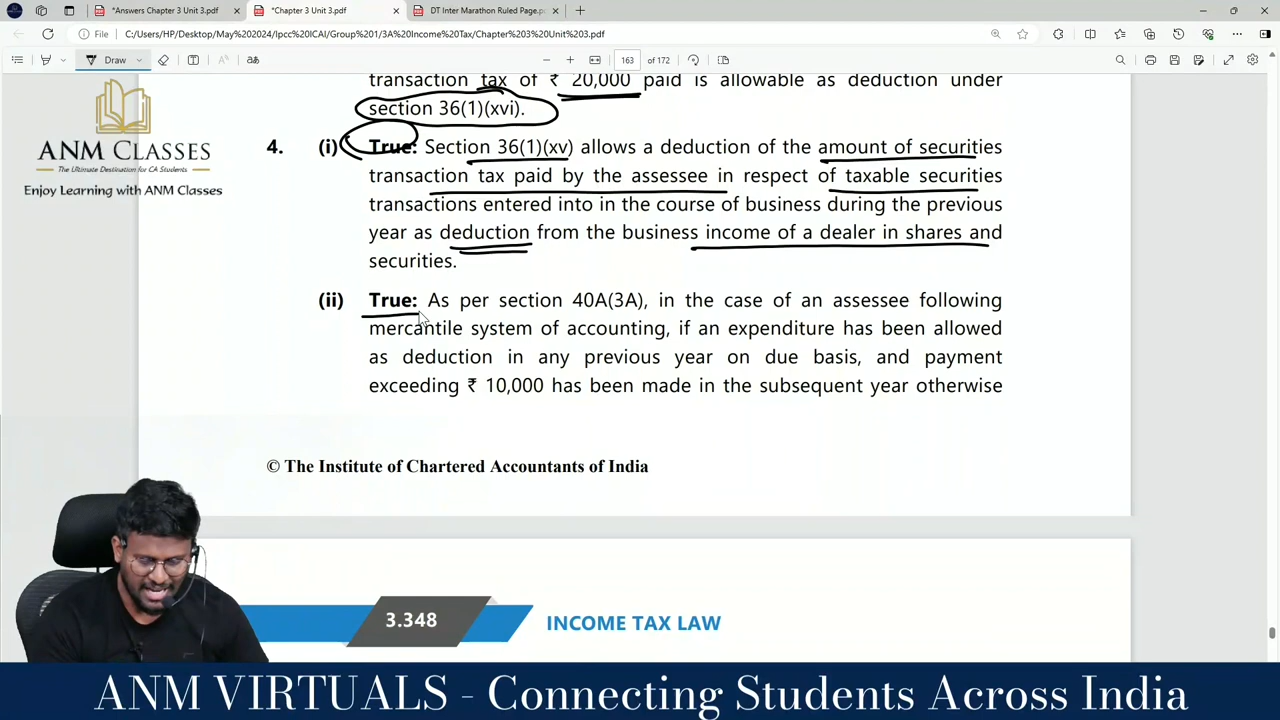 *Answers Chapter 3 Unit 3.pdf
*Chapter 3 Unit 3.pdf
DT Inter Marathon Ruled Page.p
File
C:/Users/HP/Desktop/May%202024/Ipcc%20ICAI/Group%201/3A%20Income%20Tax/Chapter%203%20Unit%203.pdf
Draw
aあ
163 of 172
transaction tax of ₹ 20,000 paid is allowable as deduction under
section 36(1)(xvi).
ANM CLASSES
The Ultimate Destination for CA Students
Enjoy Learning with ANM Classes
4. (i) True: Section 36(1)(xv) allows a deduction of the amount of securities
transaction tax paid by the assessee in respect of taxable securities
transactions entered into in the course of business during the previous
year as deduction from the business income of a dealer in shares and
securities.
(ii) True: As per section 40A(3A), in the case of an assessee following
mercantile system of accounting, if an expenditure has been allowed
as deduction in any previous year on due basis, and payment
exceeding ₹ 10,000 has been made in the subsequent year otherwise
© The Institute of Chartered Accountants of India
3.348 INCOME TAX LAW
ANM VIRTUALS - Connecting Students Across India